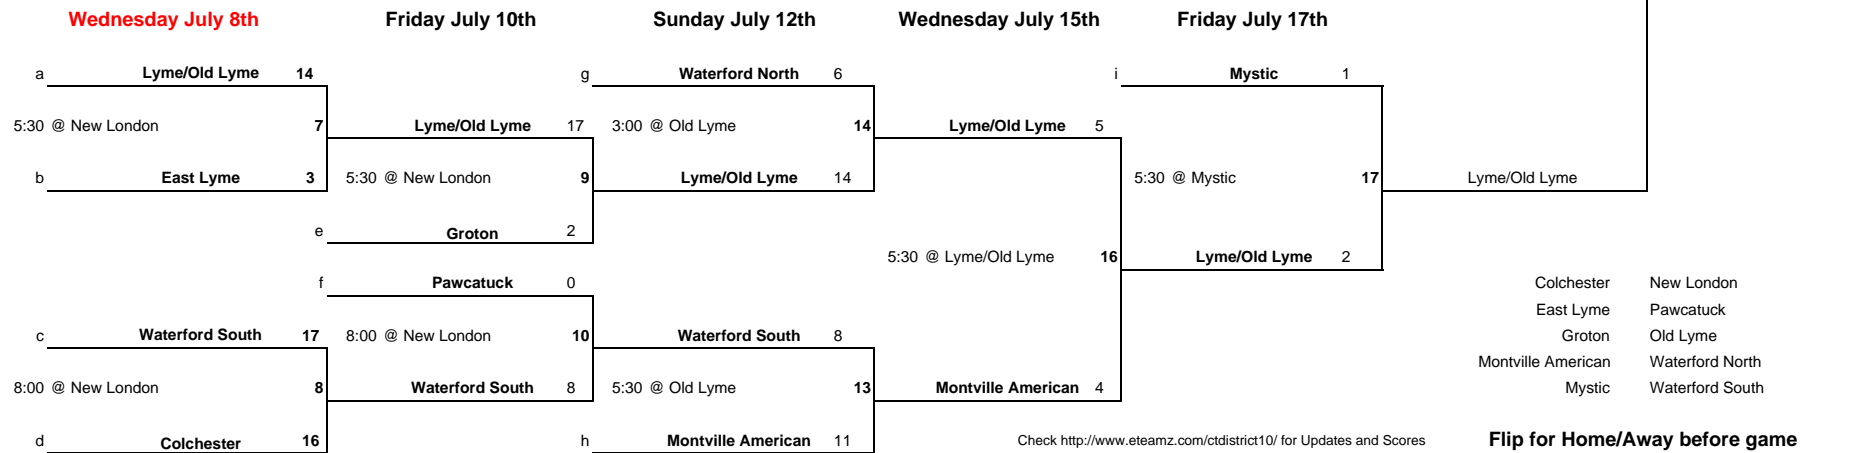 Wednesday July 8th Friday July 10th Sunday July 12th Wednesday July 15th Friday July 17th
a Lyme/Old Lyme 14 g Waterford North 6 i Mystic 1
5:30 @ New London 7 Lyme/Old Lyme 17 3:00 @ Old Lyme 14 Lyme/Old Lyme 5
b East Lyme 3 5:30 @ New London 9 Lyme/Old Lyme 14 5:30 @ Mystic 17 Lyme/Old Lyme
e Groton 2
5:30 @ Lyme/Old Lyme 16 Lyme/Old Lyme 2
f Pawcatuck 0 Colchester New London
East Lyme Pawcatuck
c Waterford South 17 8:00 @ New London 10 Waterford South 8 Groton Old Lyme
Montville American Waterford North
8:00 @ New London 8 Waterford South 8 5:30 @ Old Lyme 13 Montville American 4 Mystic Waterford South
d Colchester 16 h Montville American 11 Check http://www.eteamz.com/ctdistrict10/ for Updates and Scores Flip for Home/Away before game